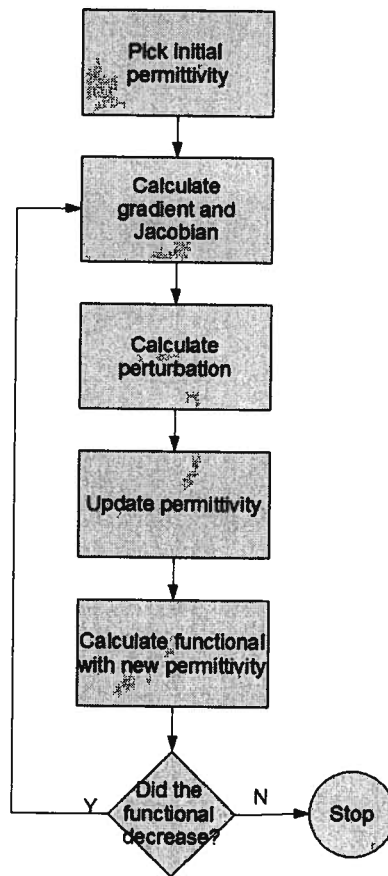 Pick initial
permittivity
Calculate
gradient and
Jacobian
Calculate
perturbation
Update permittivity
Calculate functional
with new permittivity
Did the
functional
decrease?
Y
N
Stop